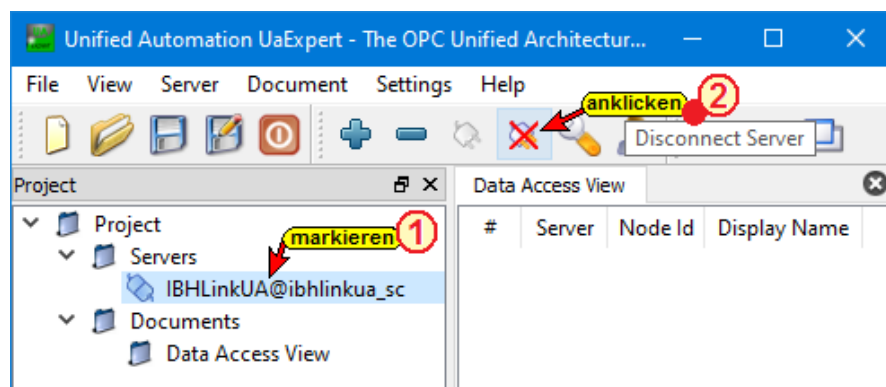 Unified Automation UaExpert - The OPC Unified Architectur...
File View Server Document Settings Help
anklicken 2
Disconnect Server
Project
Data Access View
Project
markieren 1
# Server Node Id Display Name
Servers
IBHLinkUA@ibhlinkua_sc
Documents
Data Access View